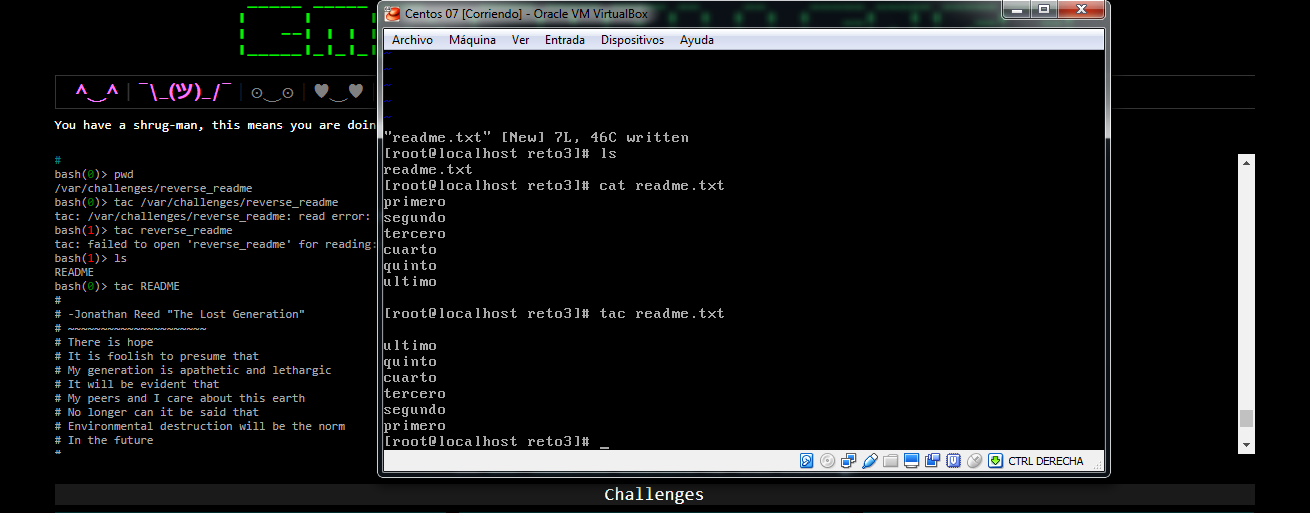 ^‿^ | ¯\_(ツ)_/¯ | ⊙‿⊙ | ♥‿♥
You have a shrug-man, this means you are doin
#
bash(0)> pwd
/var/challenges/reverse_readme
bash(0)> tac /var/challenges/reverse_readme
tac: /var/challenges/reverse_readme: read error:
bash(1)> tac reverse_readme
tac: failed to open 'reverse_readme' for reading:
bash(1)> ls
README
bash(0)> tac README
#
# -Jonathan Reed "The Lost Generation"
# ~~~~~~~~~~~~~~~~~~~~~
# There is hope
# It is foolish to presume that
# My generation is apathetic and lethargic
# It will be evident that
# My peers and I care about this earth
# No longer can it be said that
# Environmental destruction will be the norm
# In the future
#
Centos 07 [Corriendo] - Oracle VM VirtualBox
Archivo Máquina Ver Entrada Dispositivos Ayuda
~
~
~
~
~
"readme.txt" [New] 7L, 46C written
[root@localhost reto3]# ls
readme.txt
[root@localhost reto3]# cat readme.txt
primero
segundo
tercero
cuarto
quinto
ultimo
[root@localhost reto3]# tac readme.txt
ultimo
quinto
cuarto
tercero
segundo
primero
[root@localhost reto3]# _
CTRL DERECHA
Challenges